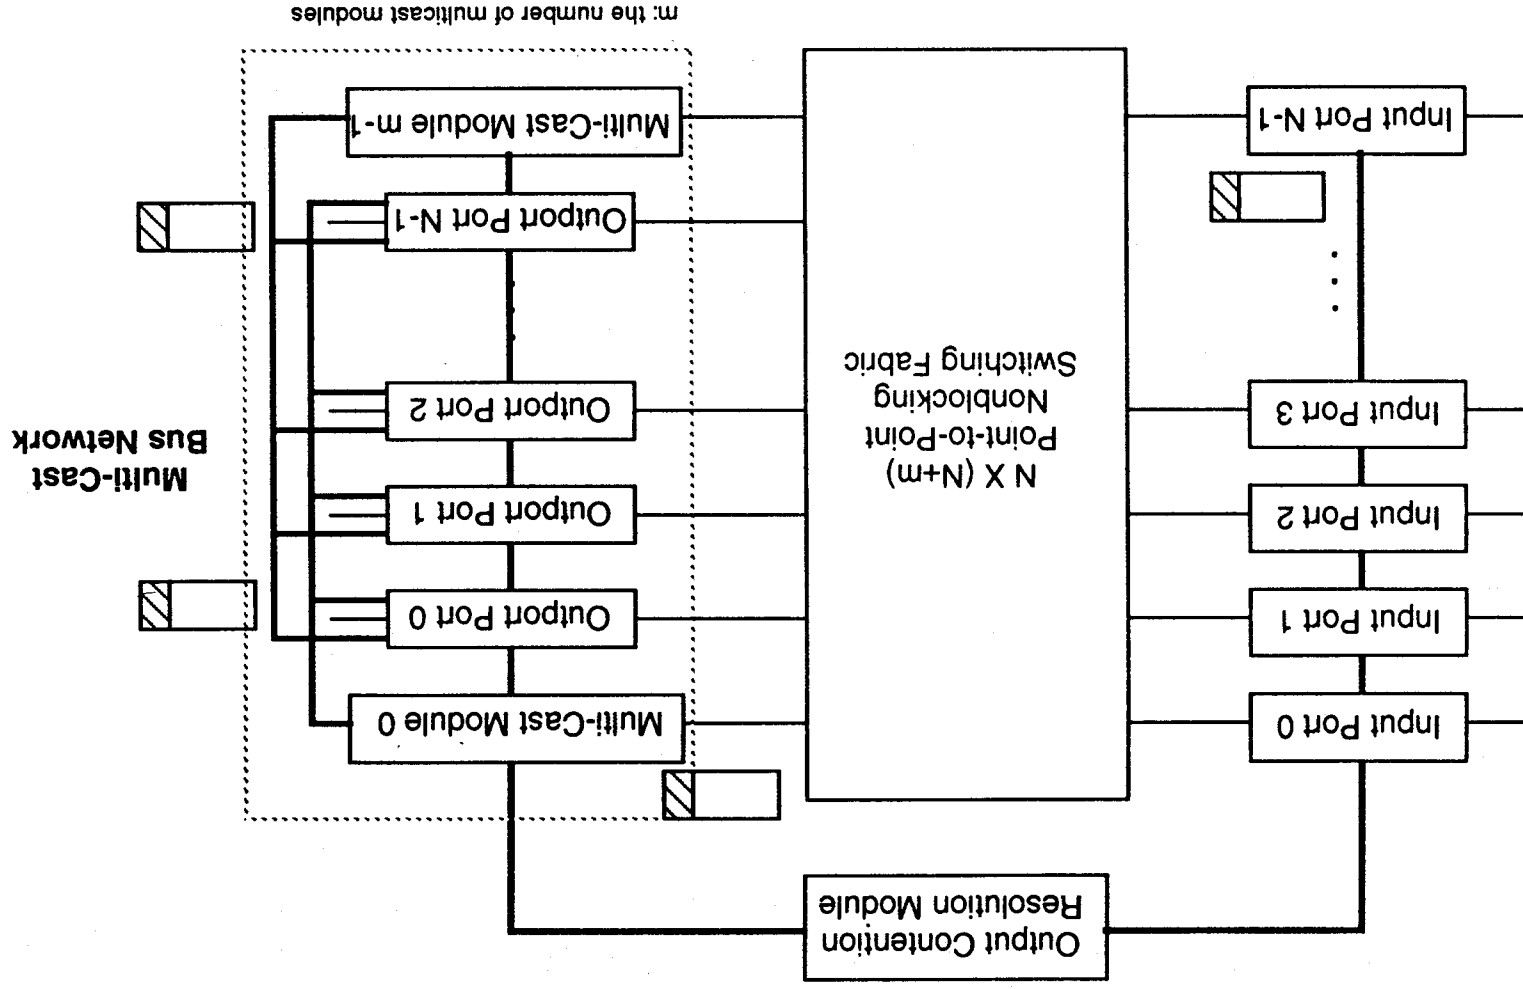 Output Contention
Resolution Module
Input Port 0
Input Port 1
Input Port 2
Input Port 3
Input Port N-1
N X (N+m)
Point-to-Point
Nonblocking
Switching Fabric
Multi-Cast Module 0
Output Port 0
Output Port 1
Output Port 2
Output Port N-1
Multi-Cast Module m-1
Multi-Cast
Bus Network
m: the number of multicast modules